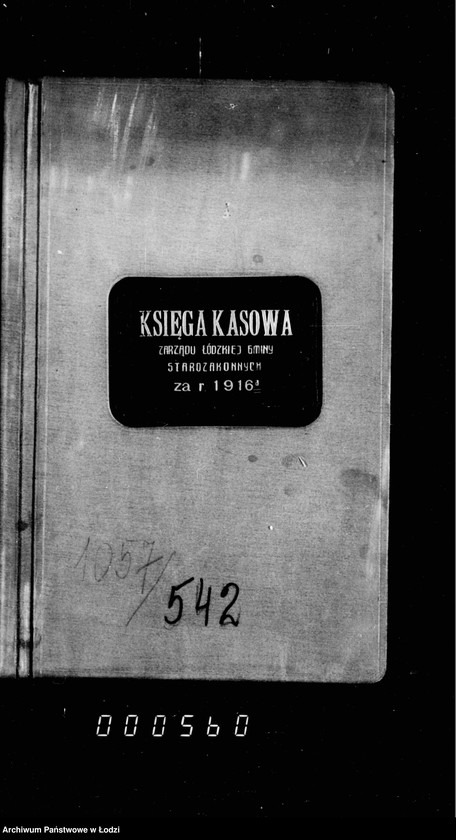 KSIĘGA KASOWA
ZARZĄDU ŁÓDZKIEJ GMINY
STAROZAKONNYCH
za r 1916
1057/
542
000560
Archiwum Państwowe w Łodzi